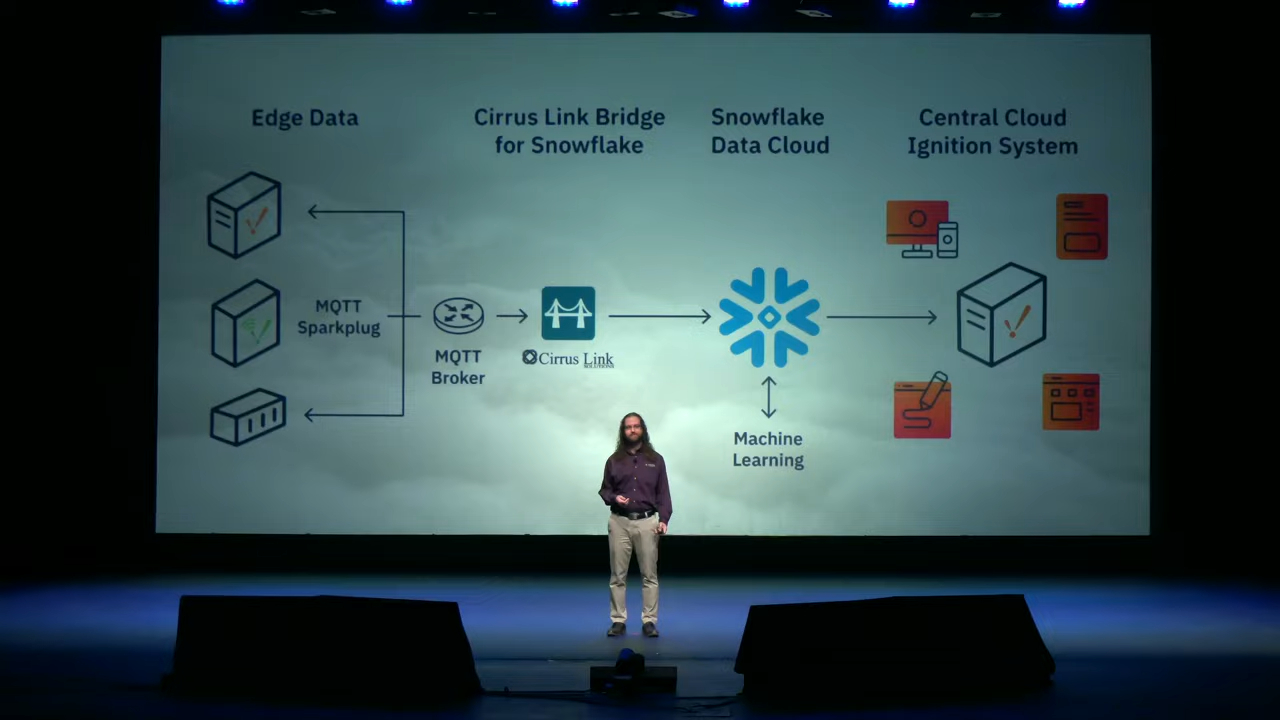 Edge Data
Cirrus Link Bridge
for Snowflake
Snowflake
Data Cloud
Central Cloud
Ignition System
MQTT
Sparkplug
MQTT
Broker
Cirrus Link
SOLUTIONS
Machine
Learning